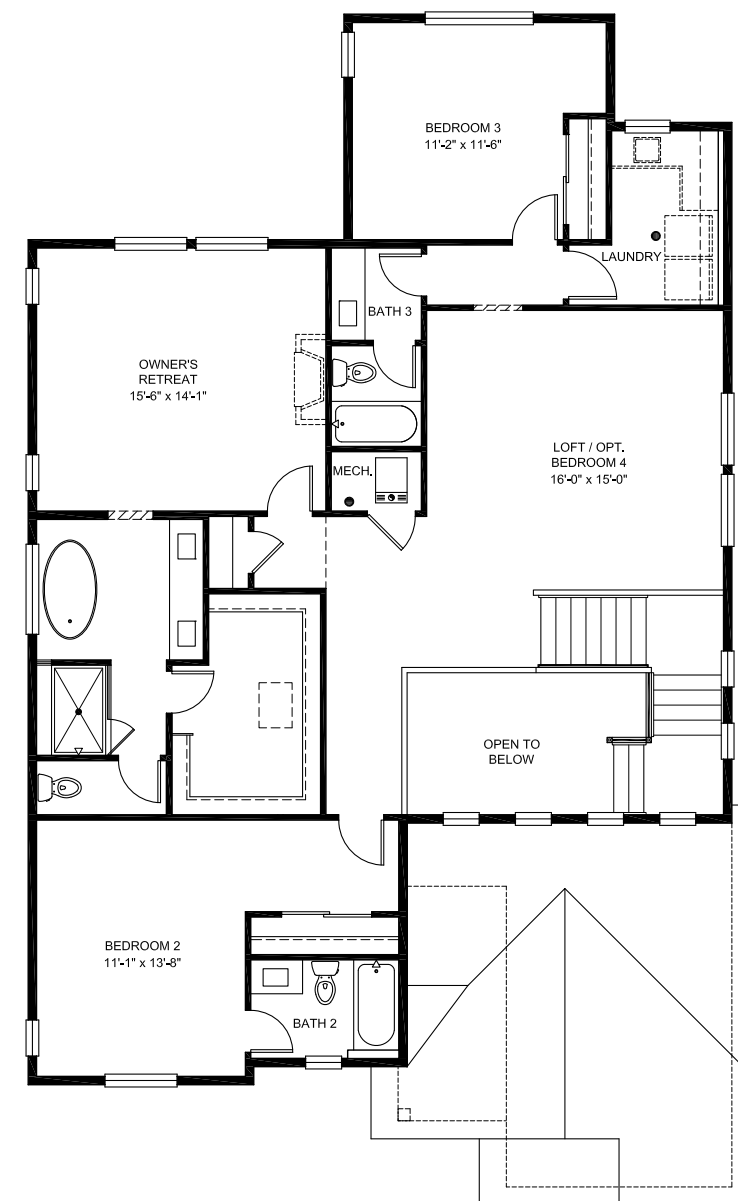 BEDROOM 3
11'-2" x 11'-6"
LAUNDRY
BATH 3
OWNER'S
RETREAT
15'-6" x 14'-1"
LOFT / OPT.
BEDROOM 4
16'-0" x 15'-0"
MECH.
OPEN TO
BELOW
BEDROOM 2
11'-1" x 13'-8"
BATH 2